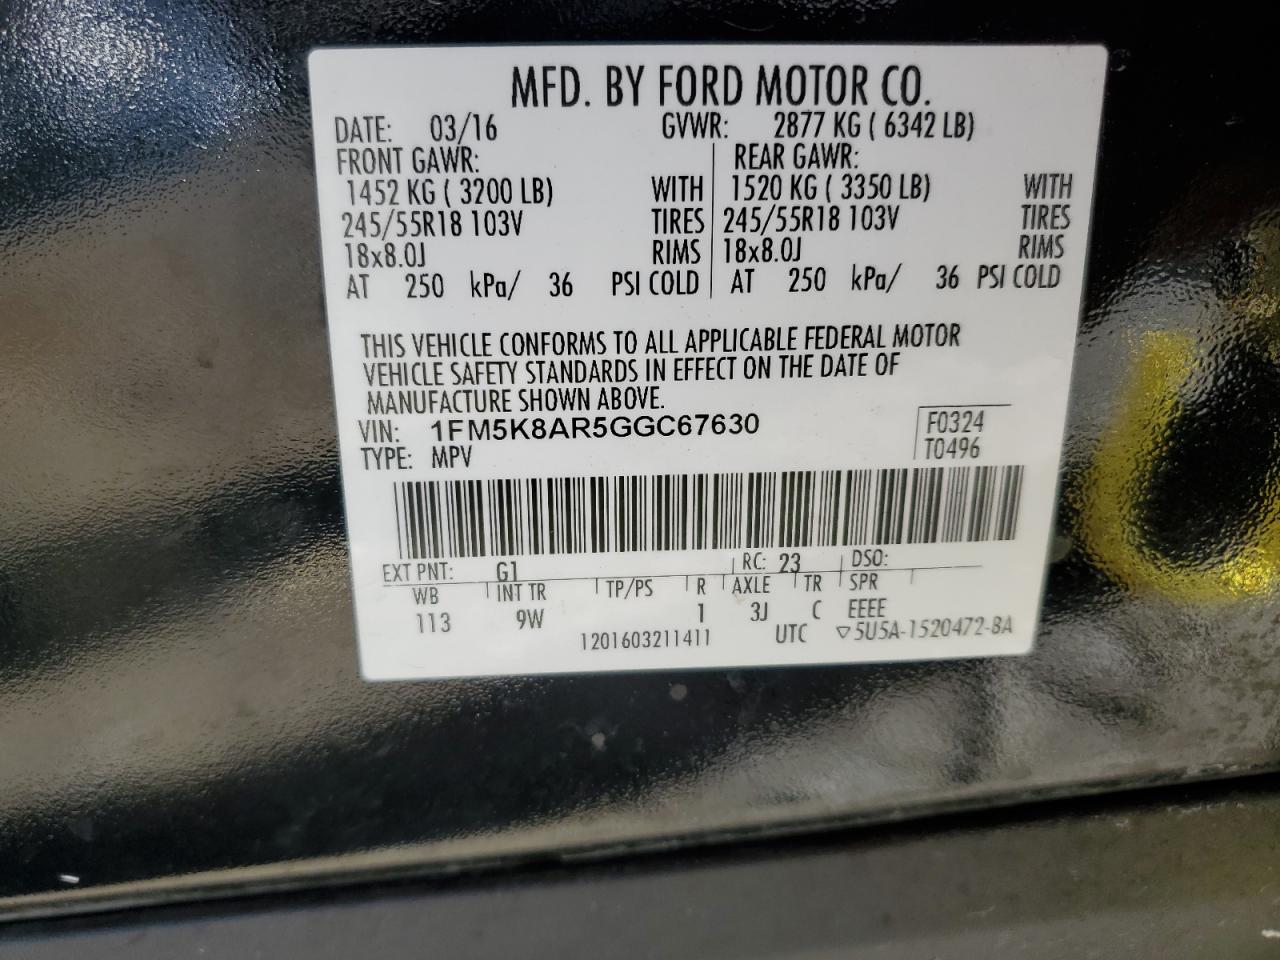 MFD. BY FORD MOTOR CO.
DATE: 03/16 GVWR: 2877 KG ( 6342 LB)
FRONT GAWR: REAR GAWR:
1452 KG ( 3200 LB) WITH 1520 KG ( 3350 LB) WITH
245/55R18 103V TIRES 245/55R18 103V TIRES
18x8.0J RIMS 18x8.0J RIMS
AT 250 kPa/ 36 PSI COLD AT 250 kPa/ 36 PSI COLD
THIS VEHICLE CONFORMS TO ALL APPLICABLE FEDERAL MOTOR
VEHICLE SAFETY STANDARDS IN EFFECT ON THE DATE OF
MANUFACTURE SHOWN ABOVE.
VIN: 1FM5K8AR5GGC67630 F0324
TYPE: MPV T0496
EXT PNT: G1 RC: 23 DSO:
WB INT TR TP/PS R AXLE TR SPR
113 9W 1 3J C EEEE
1201603211411 UTC ▽5U5A-1520472-BA